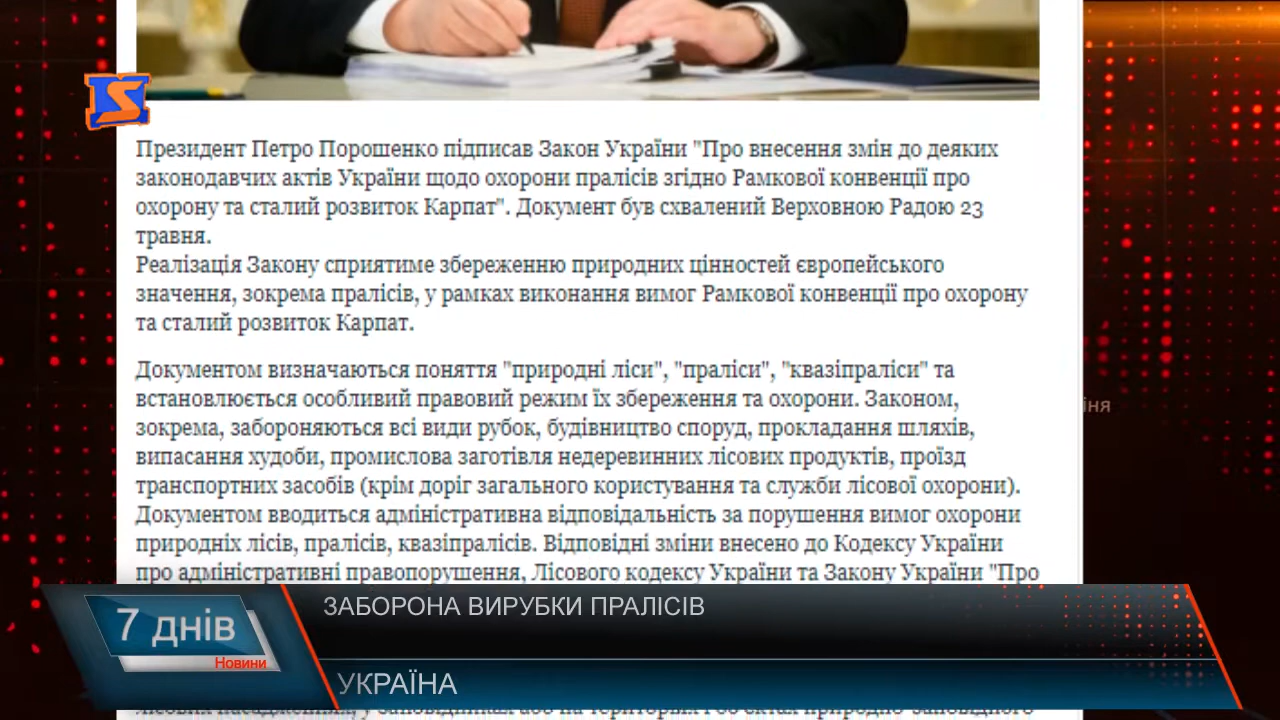 Президент Петро Порошенко підписав Закон України "Про внесення змін до деяких
законодавчих актів України щодо охорони пралісів згідно Рамкової конвенції про
охорону та сталий розвиток Карпат". Документ був схвалений Верховною Радою 23
травня.
Реалізація Закону сприятиме збереженню природних цінностей європейського
значення, зокрема пралісів, у рамках виконання вимог Рамкової конвенції про охорону
та сталий розвиток Карпат.
Документом визначаються поняття "природні ліси", "праліси", "квазіпраліси" та
встановлюється особливий правовий режим їх збереження та охорони. Законом,
зокрема, забороняються всі види рубок, будівництво споруд, прокладання шляхів,
випасання худоби, промислова заготівля недеревинних лісових продуктів, проїзд
транспортних засобів (крім доріг загального користування та служби лісової охорони).
Документом вводиться адміністративна відповідальність за порушення вимог охорони
природніх лісів, пралісів, квазіпралісів. Відповідні зміни внесено до Кодексу України
про адміністративні правопорушення, Лісового кодексу України та Закону України "Про
ЗАБОРОНА ВИРУБКИ ПРАЛІСІВ
7 днів
Новини
УКРАЇНА